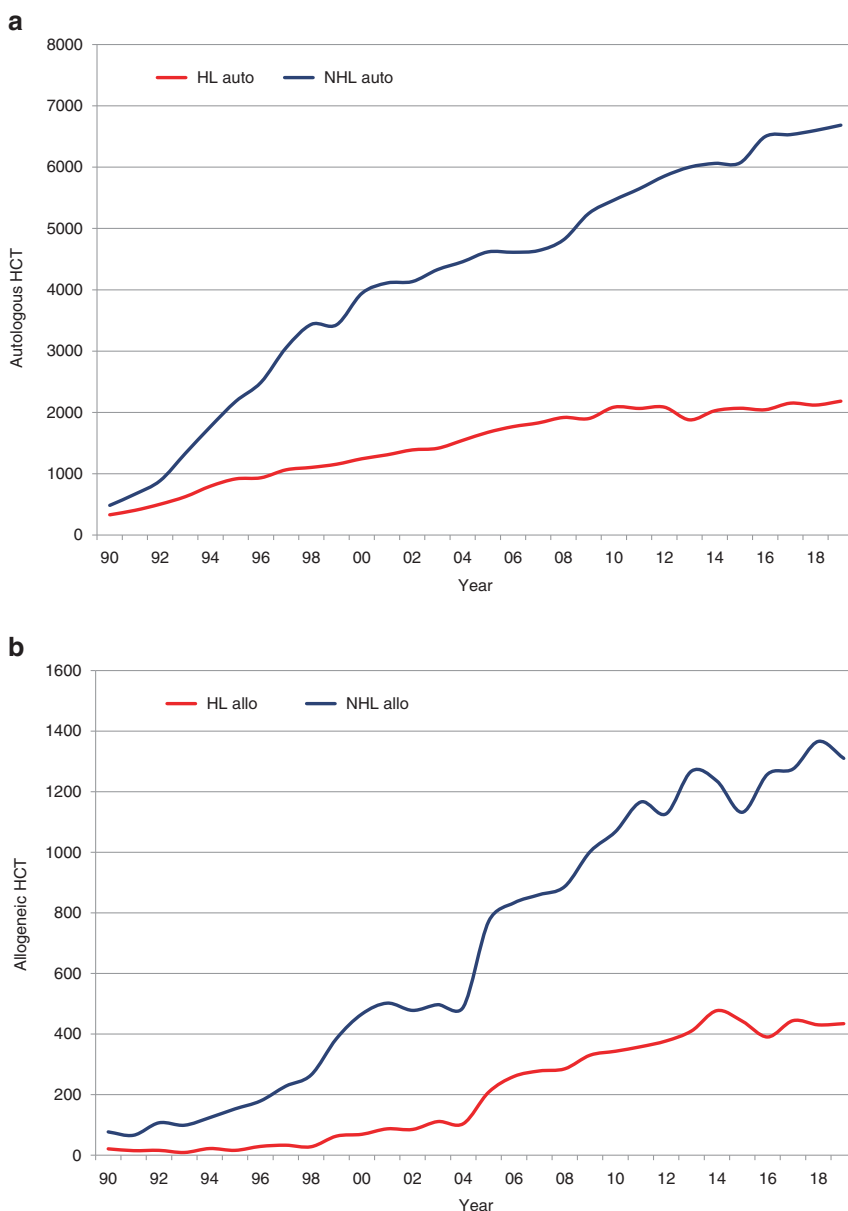 a
8000
7000
6000
5000
4000
3000
2000
1000
0
Autologous HCT
HL auto NHL auto
90 92 94 96 98 00 02 04 06 08 10 12 14 16 18
Year
b
1600
1400
1200
1000
800
600
400
200
0
Allogeneic HCT
HL allo NHL allo
90 92 94 96 98 00 02 04 06 08 10 12 14 16 18
Year